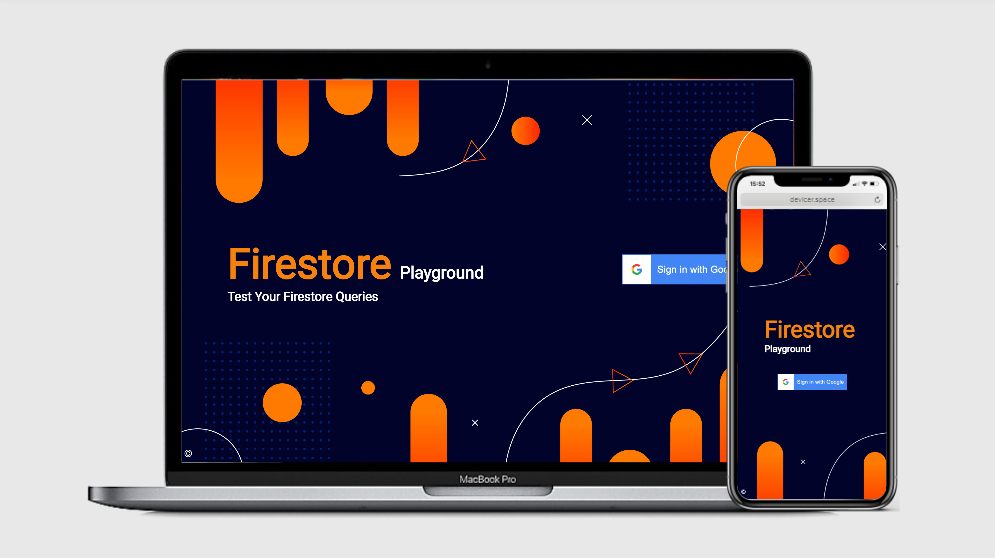 Firestore Playground
Test Your Firestore Queries
Sign in with Goo
©
MacBook Pro
15:52
devicer.space
Firestore
Playground
Sign in with Google
©